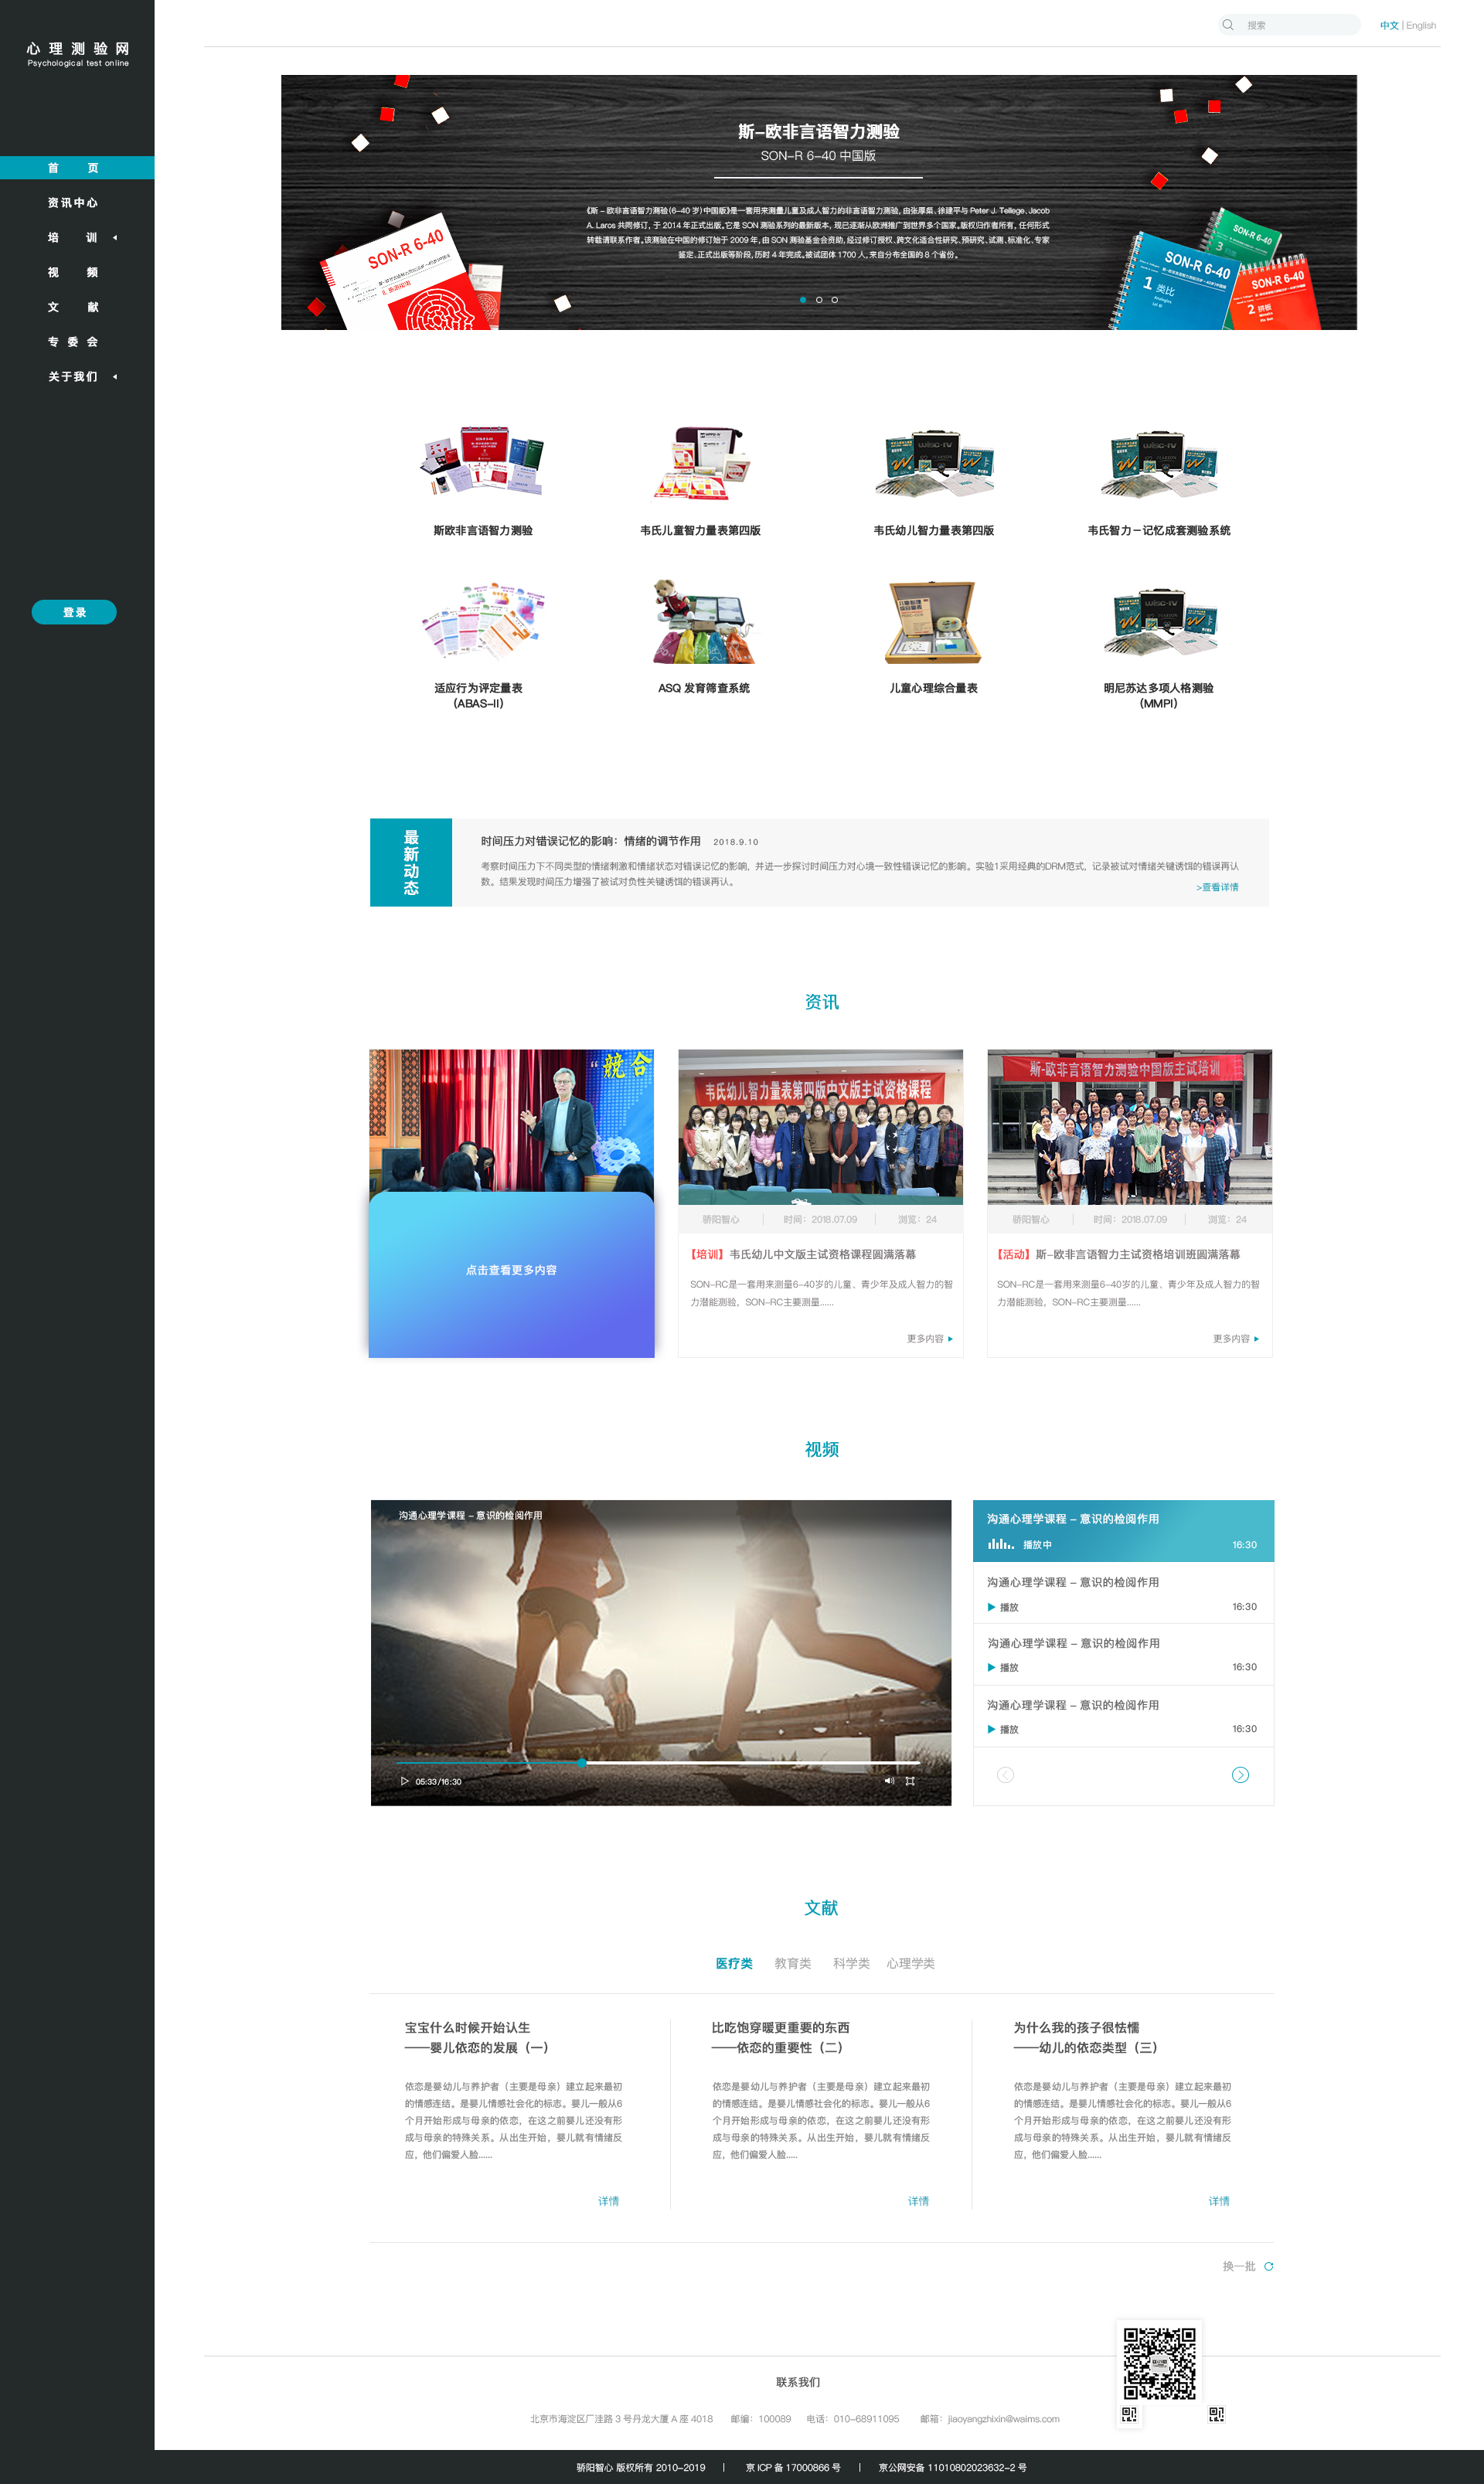 心理测验网
Psychological test online
首页
资讯中心
培训
视频
文献
专委会
关于我们
登录
搜索
中文 | English
斯-欧非言语智力测验
SON-R 6-40 中国版
《斯-欧非言语智力测验(6-40 岁)中国版》是一套用来测量儿童及成人智力的非言语智力测验, 由张厚粲、徐建平与 Peter J. Tellege、Jacob
A. Laros 共同修订, 于 2014 年正式出版。它是 SON 测验系列的最新版本, 现已逐渐从欧洲推广到世界多个国家。版权归作者所有, 任何形式
转载请联系作者。该测验在中国的修订始于 2009 年, 由 SON 测验基金会资助, 经过修订授权、跨文化适合性研究、预研究、试测、标准化、专家
鉴定、正式出版等阶段, 历时 4 年完成。被试团体 1700 人, 来自分布全国的 8 个省份。
SON-R 6-40
SON-R 6-40
1 类比
SON-R 6-40
3
SON-R 6-40
2 拼板
斯欧非言语智力测验
韦氏儿童智力量表第四版
韦氏幼儿智力量表第四版
韦氏智力－记忆成套测验系统
适应行为评定量表
(ABAS-II)
ASQ 发育筛查系统
儿童心理综合量表
明尼苏达多项人格测验
(MMPI)
最新动态
时间压力对错误记忆的影响：情绪的调节作用 2018.9.10
考察时间压力下不同类型的情绪刺激和情绪状态对错误记忆的影响，并进一步探讨时间压力对心境一致性错误记忆的影响。实验1采用经典的DRM范式，记录被试对情绪关键诱饵的错误再认
数。结果发现时间压力增强了被试对负性关键诱饵的错误再认。
>查看详情
资讯
“競合
点击查看更多内容
韦氏幼儿智力量表第四版中文版主试资格课程
骄阳智心 | 时间：2018.07.09 | 浏览：24
【培训】韦氏幼儿中文版主试资格课程圆满落幕
SON-RC是一套用来测量6-40岁的儿童、青少年及成人智力的智
力潜能测验，SON-RC主要测量......
更多内容
斯-欧非言语智力测验中国版主试培训
骄阳智心 | 时间：2018.07.09 | 浏览：24
【活动】斯-欧非言语智力主试资格培训班圆满落幕
SON-RC是一套用来测量6-40岁的儿童、青少年及成人智力的智
力潜能测验，SON-RC主要测量......
更多内容
视频
沟通心理学课程 - 意识的检阅作用
05:33/16:30
沟通心理学课程 - 意识的检阅作用
播放中 16:30
沟通心理学课程 - 意识的检阅作用
播放 16:30
沟通心理学课程 - 意识的检阅作用
播放 16:30
沟通心理学课程 - 意识的检阅作用
播放 16:30
文献
医疗类 教育类 科学类 心理学类
宝宝什么时候开始认生
——婴儿依恋的发展（一）
依恋是婴幼儿与养护者（主要是母亲）建立起来最初
的情感连结。是婴儿情感社会化的标志。婴儿一般从6
个月开始形成与母亲的依恋，在这之前婴儿还没有形
成与母亲的特殊关系。从出生开始，婴儿就有情绪反
应，他们偏爱人脸......
详情
比吃饱穿暖更重要的东西
——依恋的重要性（二）
依恋是婴幼儿与养护者（主要是母亲）建立起来最初
的情感连结。是婴儿情感社会化的标志。婴儿一般从6
个月开始形成与母亲的依恋，在这之前婴儿还没有形
成与母亲的特殊关系。从出生开始，婴儿就有情绪反
应，他们偏爱人脸.....
详情
为什么我的孩子很怯懦
——幼儿的依恋类型（三）
依恋是婴幼儿与养护者（主要是母亲）建立起来最初
的情感连结。是婴儿情感社会化的标志。婴儿一般从6
个月开始形成与母亲的依恋，在这之前婴儿还没有形
成与母亲的特殊关系。从出生开始，婴儿就有情绪反
应，他们偏爱人脸......
详情
换一批
联系我们
北京市海淀区厂洼路 3 号丹龙大厦 A 座 4018 邮编：100089 电话：010-68911095 邮箱：jiaoyangzhixin@waims.com
骄阳智心 版权所有 2010-2019 | 京 ICP 备 17000866 号 | 京公网安备 11010802023632-2 号